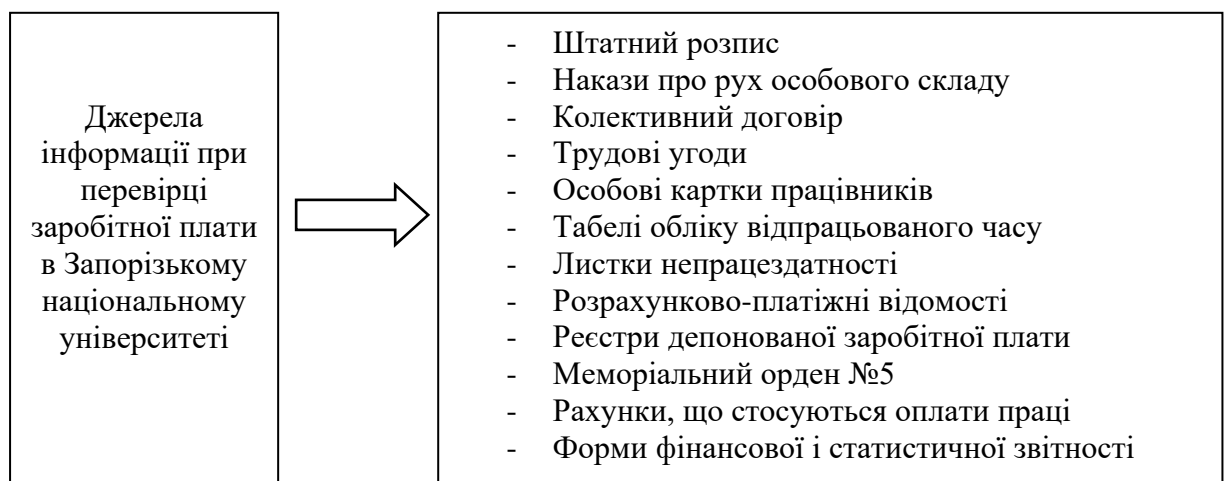 Джерела
інформації при
перевірці
заробітної плати
в Запорізькому
національному
університеті
- Штатний розпис
- Накази про рух особового складу
- Колективний договір
- Трудові угоди
- Особові картки працівників
- Табелі обліку відпрацьованого часу
- Листки непрацездатності
- Розрахунково-платіжні відомості
- Реєстри депонованої заробітної плати
- Меморіальний орден №5
- Рахунки, що стосуються оплати праці
- Форми фінансової і статистичної звітності